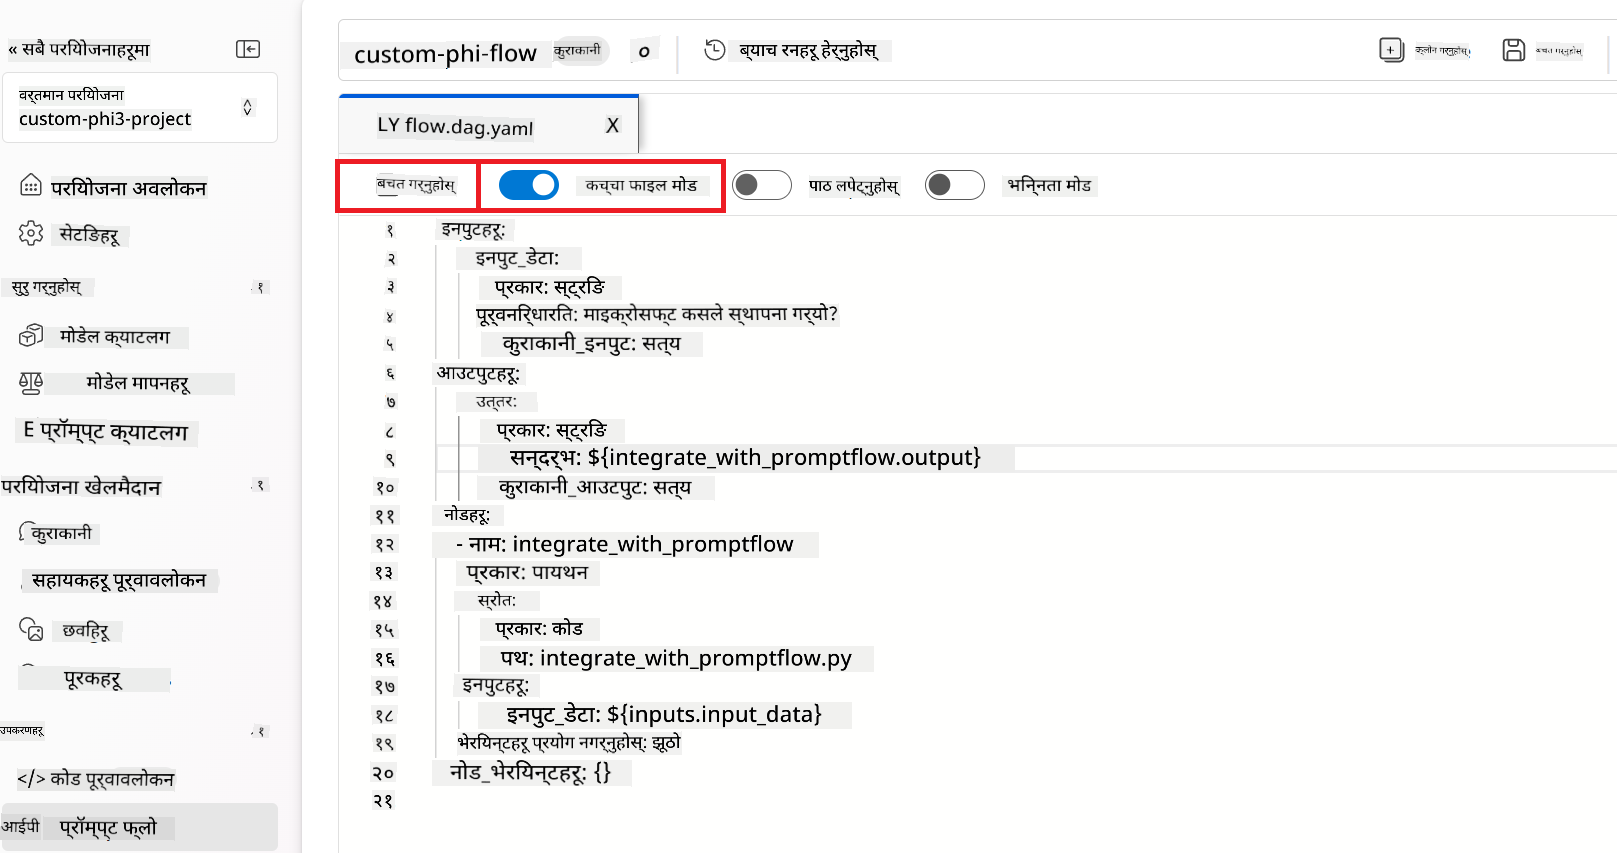 « सबै परियोजनाहरूमा
वर्तमान परियोजना
custom-phi3-project
परियोजना अवलोकन
सेटिङहरू
सुरु गर्नुहोस् १
मोडेल क्याटलग
मोडेल मापनहरू
E प्रॉम्प्ट क्याटलग
परियोजना खेलमैदान १
कुराकानी
सहायकहरू पूर्वावलोकन
छविहरू
पूरकहरू
उपकरणहरू १
</> कोड पूर्वावलोकन
आईपी प्रॉम्प्ट फ्लो
custom-phi-flow कुराकानी o ब्याच रनहरू हेर्नुहोस् क्लोन गर्नुहोस् बचत गर्नुहोस्
LY flow.dag.yaml X
बचत गर्नुहोस् कच्चा फाइल मोड पाठ लपेट्नुहोस् भिन्नता मोड
१ इनपुटहरू:
२ इनपुट_डेटा:
३ प्रकार: स्ट्रिङ
४ पूर्वनिर्धारित: माइक्रोसफ्ट कसले स्थापना गर्यो?
५ कुराकानी_इनपुट: सत्य
६ आउटपुटहरू:
७ उत्तर:
८ प्रकार: स्ट्रिङ
९ सन्दर्भ: ${integrate_with_promptflow.output}
१० कुराकानी_आउटपुट: सत्य
११ नोडहरू:
१२ - नाम: integrate_with_promptflow
१३ प्रकार: पायथन
१४ स्रोत:
१५ प्रकार: कोड
१६ पथ: integrate_with_promptflow.py
१७ इनपुटहरू:
१८ इनपुट_डेटा: ${inputs.input_data}
१९ भेरियन्टहरू प्रयोग नगर्नुहोस्: झूठो
२० नोड_भेरियन्टहरू: {}
२१